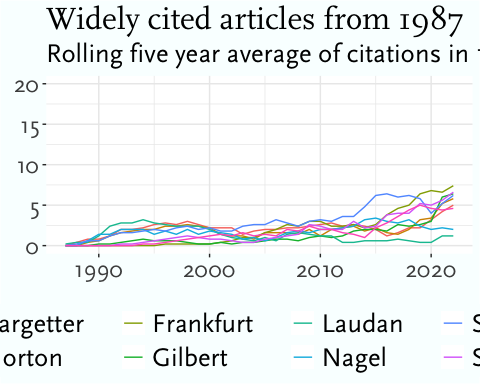 Widely cited articles from 1987
Rolling five year average of citations in
20
15
10
5
0
1990 2000 2010 2020
argetter Frankfurt Laudan S
orton Gilbert Nagel S